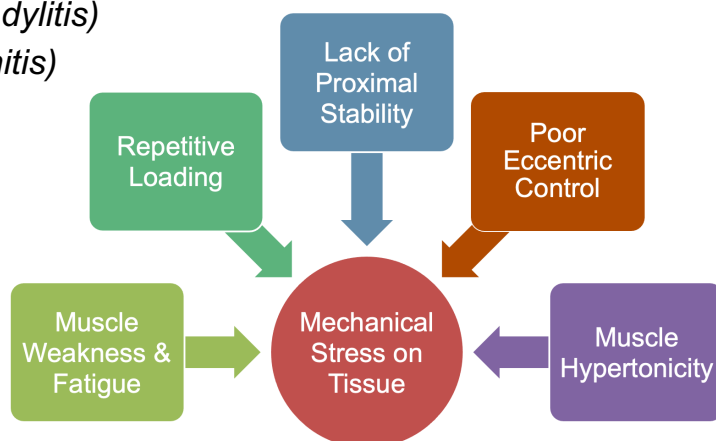 dylitis)
itis)
Lack of
Proximal
Stability
Repetitive
Loading
Poor
Eccentric
Control
Muscle
Weakness &
Fatigue
Mechanical
Stress on
Tissue
Muscle
Hypertonicity